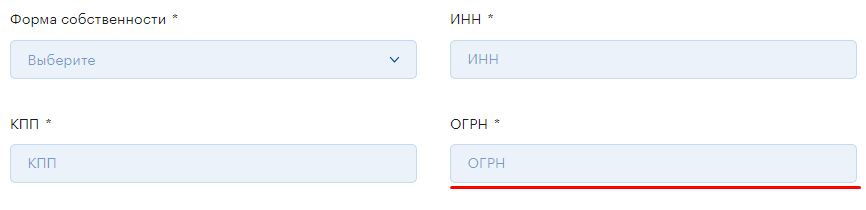 Форма собственности *
ИНН *
Выберите
ИНН
КПП *
ОГРН *
КПП
ОГРН